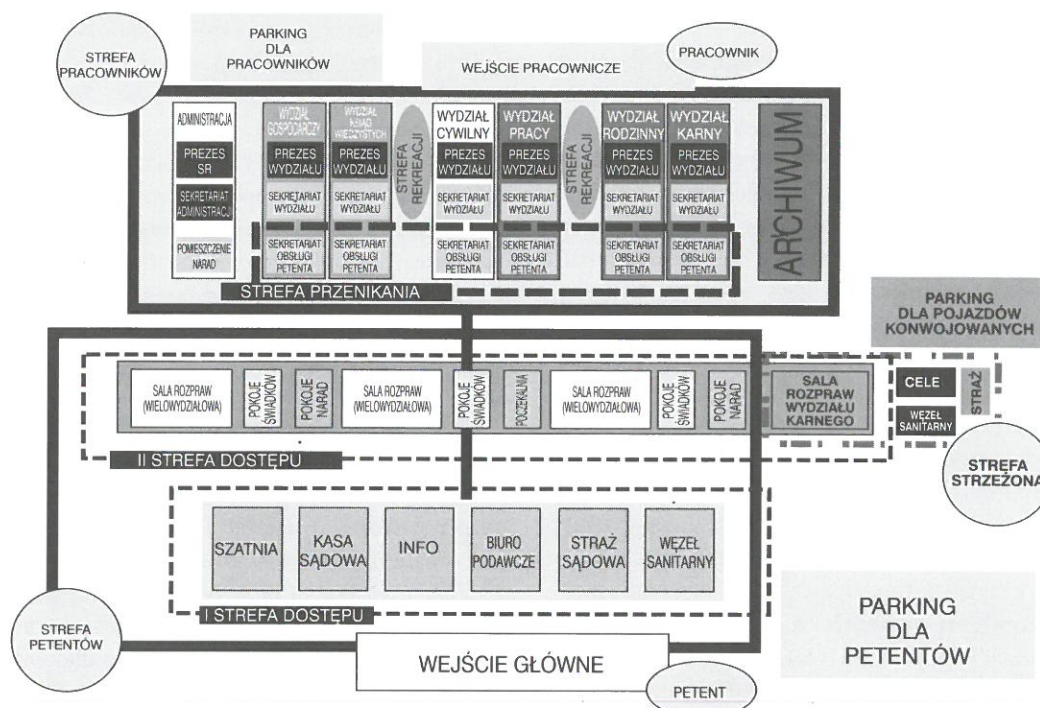 STREFA
PRACOWNIKÓW
PARKING
DLA
PRACOWNIKÓW
WEJŚCIE PRACOWNICZE
PRACOWNIK
ADMINISTRACJA
PREZES
SR
SEKRETARIAT
ADMINISTRACJI
POMIESZCZENIE
NARAD
WYDZIAŁ
GOSPODARCZY
PREZES
WYDZIAŁU
SEKRETARIAT
WYDZIAŁU
SEKRETARIAT
OBSŁUGI
PETENTA
WYDZIAŁ
KSIĄG
WIECZYSTYCH
PREZES
WYDZIAŁU
SEKRETARIAT
WYDZIAŁU
SEKRETARIAT
OBSŁUGI
PETENTA
STREFA
REKREACJI
WYDZIAŁ
CYWILNY
PREZES
WYDZIAŁU
SEKRETARIAT
WYDZIAŁU
SEKRETARIAT
OBSŁUGI
PETENTA
WYDZIAŁ
PRACY
PREZES
WYDZIAŁU
SEKRETARIAT
WYDZIAŁU
SEKRETARIAT
OBSŁUGI
PETENTA
STREFA
REKREACJI
WYDZIAŁ
RODZINNY
PREZES
WYDZIAŁU
SEKRETARIAT
WYDZIAŁU
SEKRETARIAT
OBSŁUGI
PETENTA
WYDZIAŁ
KARNY
PREZES
WYDZIAŁU
SEKRETARIAT
WYDZIAŁU
SEKRETARIAT
OBSŁUGI
PETENTA
ARCHIWUM
STREFA PRZENIKANIA
PARKING
DLA POJAZDÓW
KONWOJOWANYCH
SALA ROZPRAW
(WIELOWYDZIAŁOWA)
POKOJE
ŚWIADKÓW
POKOJE
NARAD
SALA ROZPRAW
(WIELOWYDZIAŁOWA)
POKOJE
ŚWIADKÓW
POCZEKALNIA
SALA ROZPRAW
(WIELOWYDZIAŁOWA)
POKOJE
ŚWIADKÓW
POKOJE
NARAD
SALA
ROZPRAW
WYDZIAŁU
KARNEGO
CELE
WĘZEŁ
SANITARNY
STRAŻ
STREFA
STRZEŻONA
II STREFA DOSTĘPU
SZATNIA
KASA
SĄDOWA
INFO
BIURO
PODAWCZE
STRAŻ
SĄDOWA
WĘZEŁ
SANITARNY
I STREFA DOSTĘPU
STREFA
PETENTÓW
WEJŚCIE GŁÓWNE
PETENT
PARKING
DLA
PETENTÓW